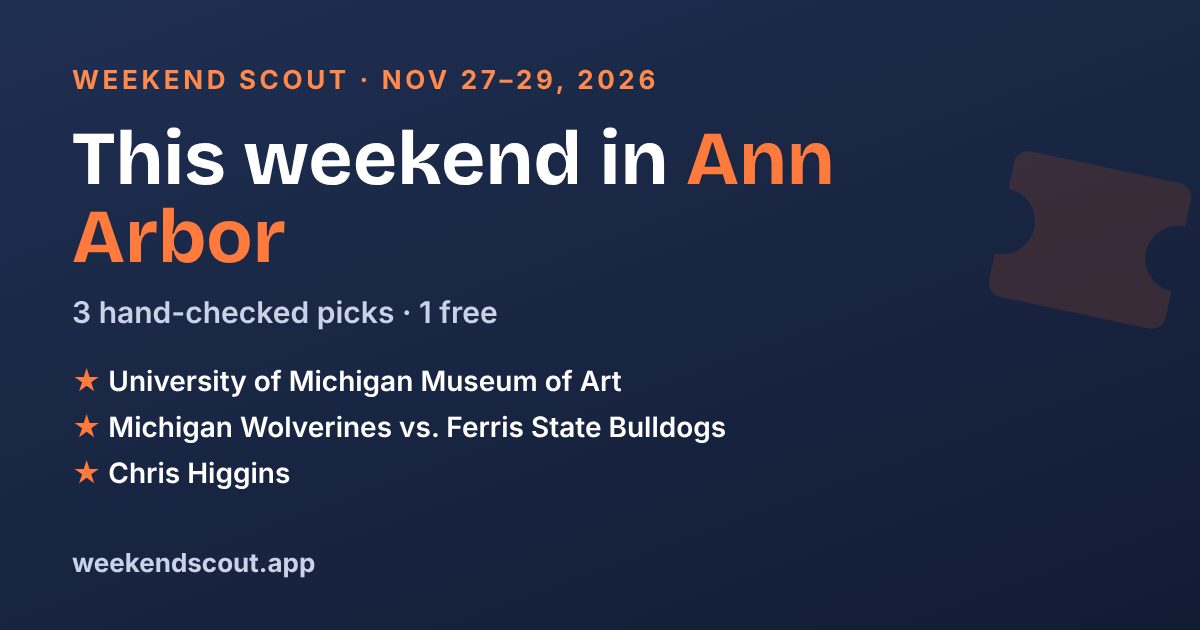 WEEKEND SCOUT · NOV 27–29, 2026
This weekend in Ann
Arbor
3 hand-checked picks · 1 free
★ University of Michigan Museum of Art
★ Michigan Wolverines vs. Ferris State Bulldogs
★ Chris Higgins
weekendscout.app